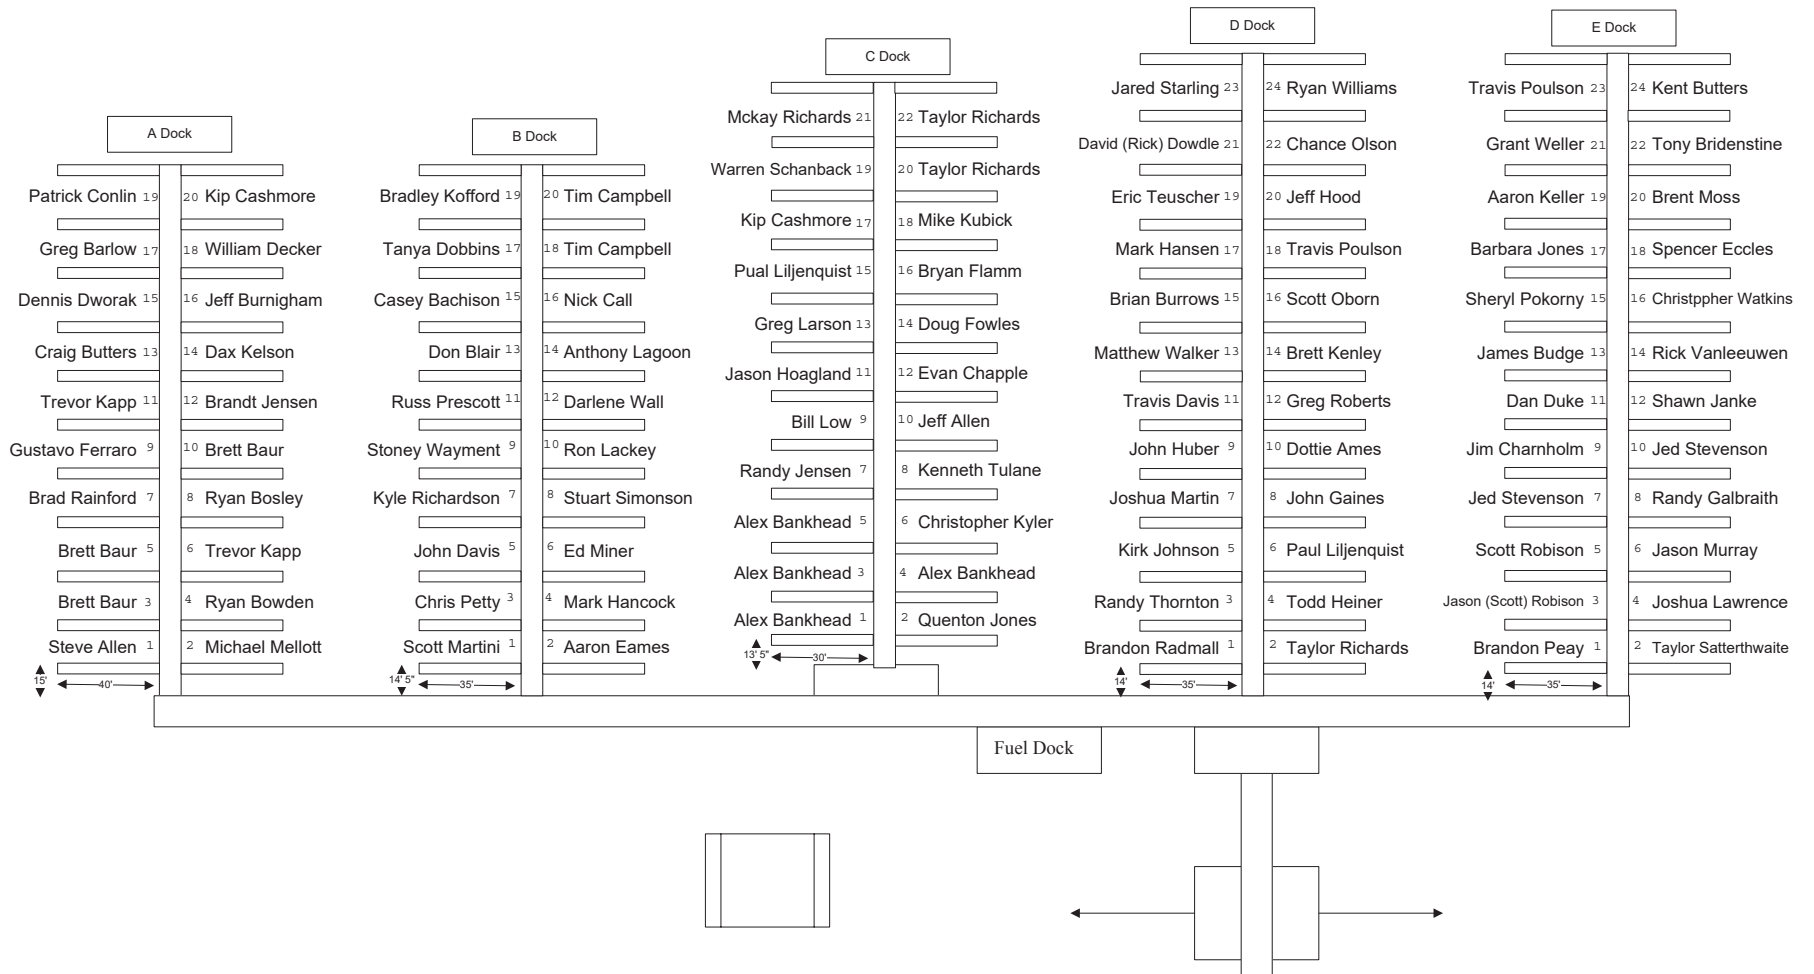 A Dock
Patrick Conlin 19 20 Kip Cashmore
Greg Barlow 17 18 William Decker
Dennis Dworak 15 16 Jeff Burnigham
Craig Butters 13 14 Dax Kelson
Trevor Kapp 11 12 Brandt Jensen
Gustavo Ferraro 9 10 Brett Baur
Brad Rainford 7 8 Ryan Bosley
Brett Baur 5 6 Trevor Kapp
Brett Baur 3 4 Ryan Bowden
Steve Allen 1 2 Michael Mellott
15'
40'
B Dock
Bradley Kofford 19 20 Tim Campbell
Tanya Dobbins 17 18 Tim Campbell
Casey Bachison 15 16 Nick Call
Don Blair 13 14 Anthony Lagoon
Russ Prescott 11 12 Darlene Wall
Stoney Wayment 9 10 Ron Lackey
Kyle Richardson 7 8 Stuart Simonson
John Davis 5 6 Ed Miner
Chris Petty 3 4 Mark Hancock
Scott Martini 1 2 Aaron Eames
14' 5"
35'
C Dock
Mckay Richards 21 22 Taylor Richards
Warren Schanback 19 20 Taylor Richards
Kip Cashmore 17 18 Mike Kubick
Pual Liljenquist 15 16 Bryan Flamm
Greg Larson 13 14 Doug Fowles
Jason Hoagland 11 12 Evan Chapple
Bill Low 9 10 Jeff Allen
Randy Jensen 7 8 Kenneth Tulane
Alex Bankhead 5 6 Christopher Kyler
Alex Bankhead 3 4 Alex Bankhead
Alex Bankhead 1 2 Quenton Jones
13' 5"
30'
D Dock
Jared Starling 23 24 Ryan Williams
David (Rick) Dowdle 21 22 Chance Olson
Eric Teuscher 19 20 Jeff Hood
Mark Hansen 17 18 Travis Poulson
Brian Burrows 15 16 Scott Oborn
Matthew Walker 13 14 Brett Kenley
Travis Davis 11 12 Greg Roberts
John Huber 9 10 Dottie Ames
Joshua Martin 7 8 John Gaines
Kirk Johnson 5 6 Paul Liljenquist
Randy Thornton 3 4 Todd Heiner
Brandon Radmall 1 2 Taylor Richards
14'
35'
E Dock
Travis Poulson 23 24 Kent Butters
Grant Weller 21 22 Tony Bridenstine
Aaron Keller 19 20 Brent Moss
Barbara Jones 17 18 Spencer Eccles
Sheryl Pokorny 15 16 Christppher Watkins
James Budge 13 14 Rick Vanleeuwen
Dan Duke 11 12 Shawn Janke
Jim Charnholm 9 10 Jed Stevenson
Jed Stevenson 7 8 Randy Galbraith
Scott Robison 5 6 Jason Murray
Jason (Scott) Robison 3 4 Joshua Lawrence
Brandon Peay 1 2 Taylor Satterthwaite
14'
35'
Fuel Dock